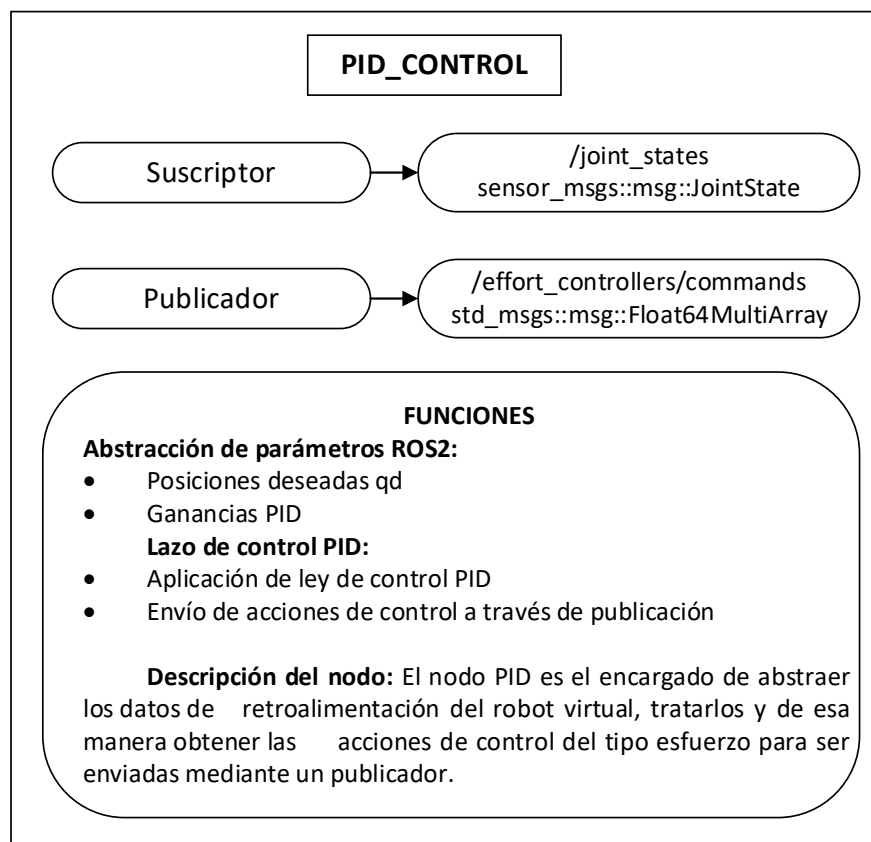 PID_CONTROL
Suscriptor
/joint_states
sensor_msgs::msg::JointState
Publicador
/effort_controllers/commands
std_msgs::msg::Float64MultiArray
FUNCIONES
Abstracción de parámetros ROS2:
• Posiciones deseadas qd
• Ganancias PID
Lazo de control PID:
• Aplicación de ley de control PID
• Envío de acciones de control a través de publicación
Descripción del nodo: El nodo PID es el encargado de abstraer
los datos de retroalimentación del robot virtual, tratarlos y de esa
manera obtener las acciones de control del tipo esfuerzo para ser
enviadas mediante un publicador.